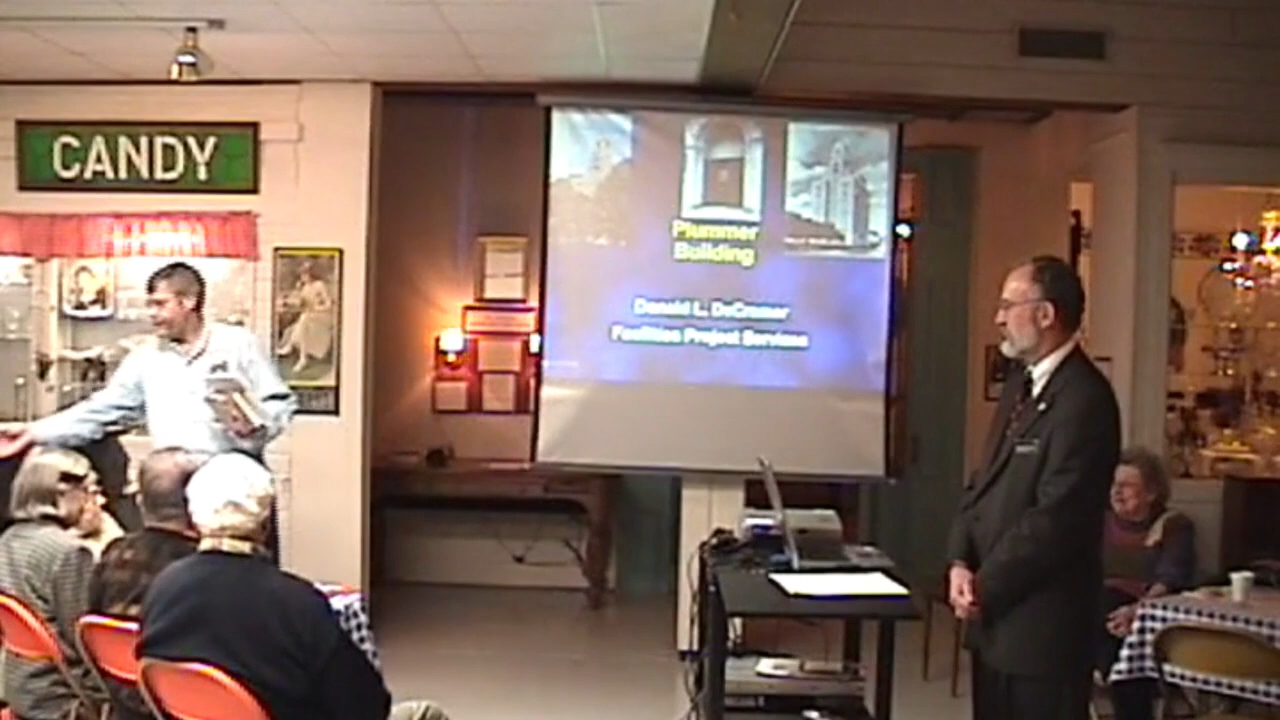 CANDY
Plummer
Building
Donald L. DeCramer
Facilities Project Services